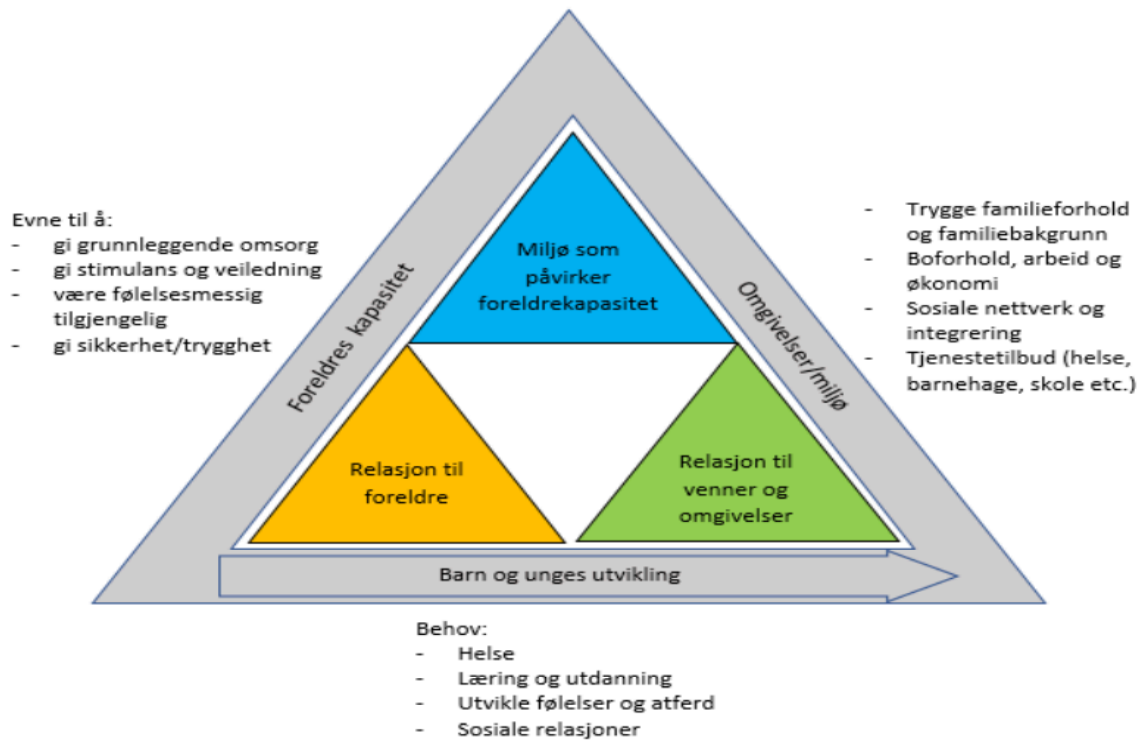 Evne til å:
- gi grunnleggende omsorg
- gi stimulans og veiledning
- være følelsesmessig
tilgjengelig
- gi sikkerhet/trygghet
Foreldres kapasitet
Miljø som
påvirker
foreldrekapasitet
Omgivelser/miljø
- Trygge familieforhold
og familiebakgrunn
- Boforhold, arbeid og
økonomi
- Sosiale nettverk og
integrering
- Tjenestetilbud (helse,
barnehage, skole etc.)
Relasjon til
foreldre
Relasjon til
venner og
omgivelser
Barn og unges utvikling
Behov:
- Helse
- Læring og utdanning
- Utvikle følelser og atferd
- Sosiale relasjoner